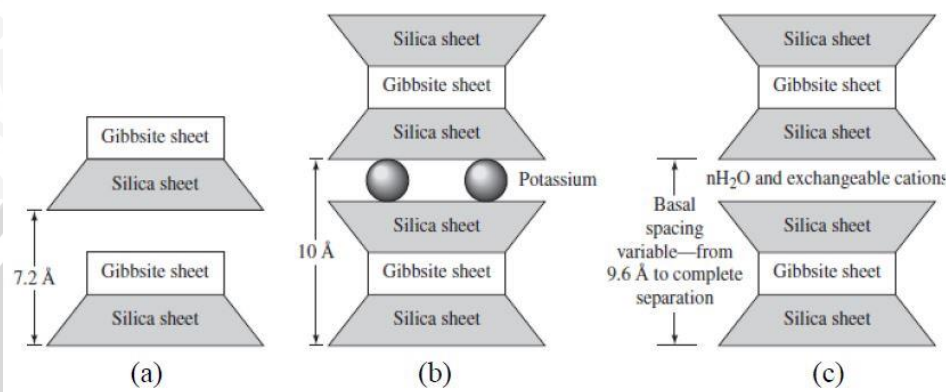 Gibbsite sheet
Silica sheet
7.2 Å
Gibbsite sheet
Silica sheet
(a)
Silica sheet
Gibbsite sheet
Silica sheet
Potassium
10 Å
Silica sheet
Gibbsite sheet
Silica sheet
(b)
Silica sheet
Gibbsite sheet
Silica sheet
nH₂O and exchangeable cations
Basal
spacing
variable—from
9.6 Å to complete
separation
Silica sheet
Gibbsite sheet
Silica sheet
(c)